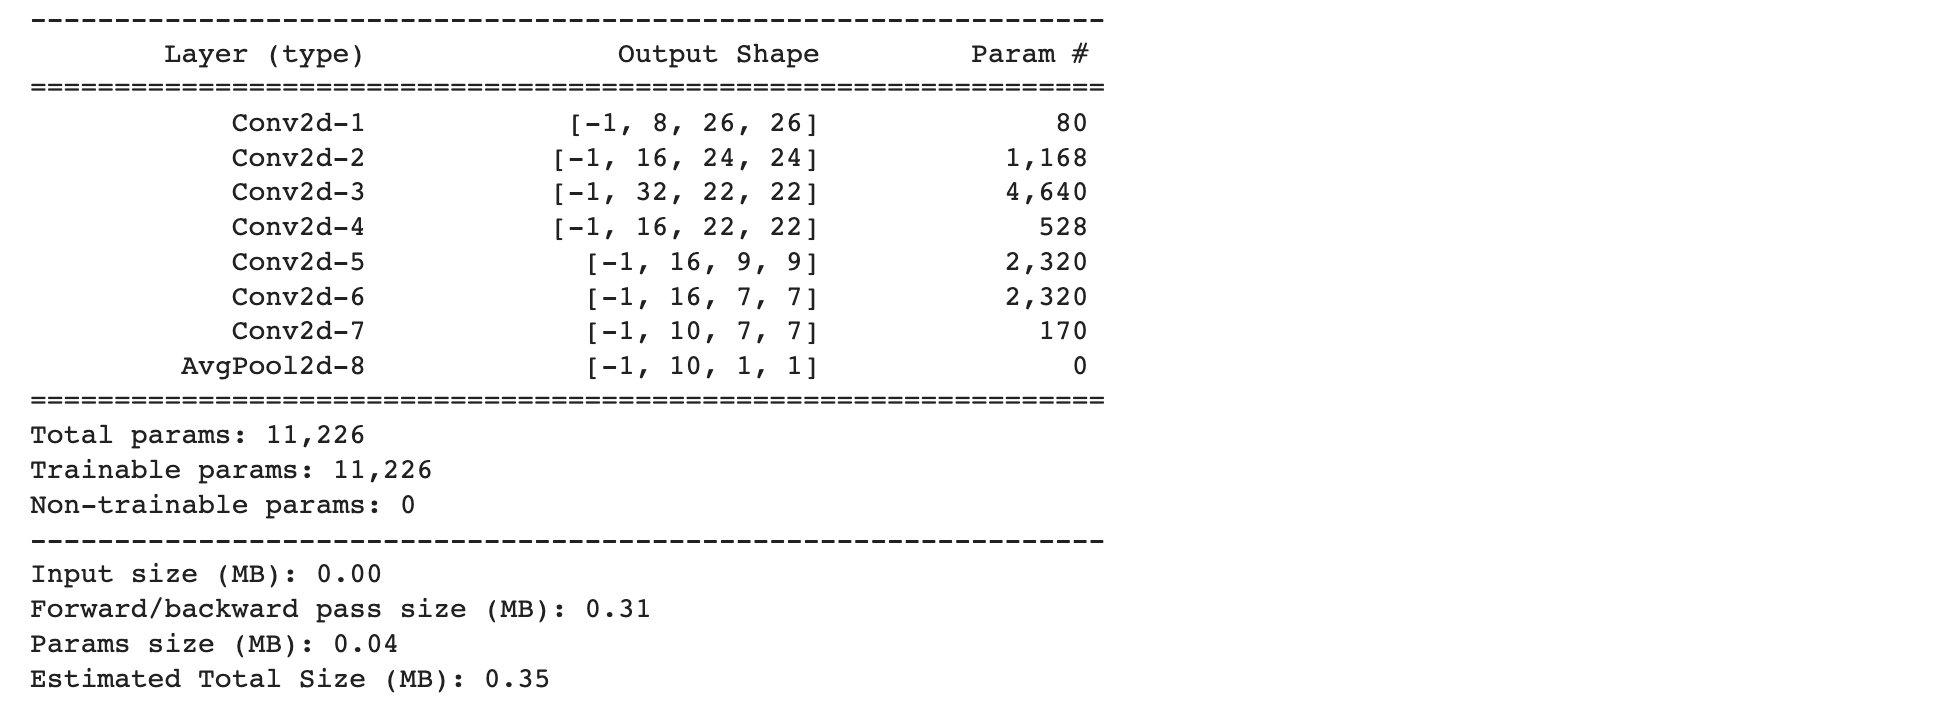 ----------------------------------------------------------------
        Layer (type)               Output Shape         Param #
================================================================
            Conv2d-1            [-1, 8, 26, 26]              80
            Conv2d-2           [-1, 16, 24, 24]           1,168
            Conv2d-3           [-1, 32, 22, 22]           4,640
            Conv2d-4           [-1, 16, 22, 22]             528
            Conv2d-5             [-1, 16, 9, 9]           2,320
            Conv2d-6             [-1, 16, 7, 7]           2,320
            Conv2d-7             [-1, 10, 7, 7]             170
         AvgPool2d-8             [-1, 10, 1, 1]               0
================================================================
Total params: 11,226
Trainable params: 11,226
Non-trainable params: 0
----------------------------------------------------------------
Input size (MB): 0.00
Forward/backward pass size (MB): 0.31
Params size (MB): 0.04
Estimated Total Size (MB): 0.35